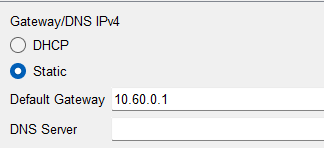 Gateway/DNS IPv4
DHCP
Static
Default Gateway 10.60.0.1
DNS Server